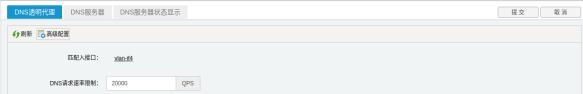 DNS透明代理 DNS服务器 DNS服务器状态显示 提交 取消
刷新 高级配置
匹配入接口： vlan-if4
DNS请求速率限制： 20000 QPS